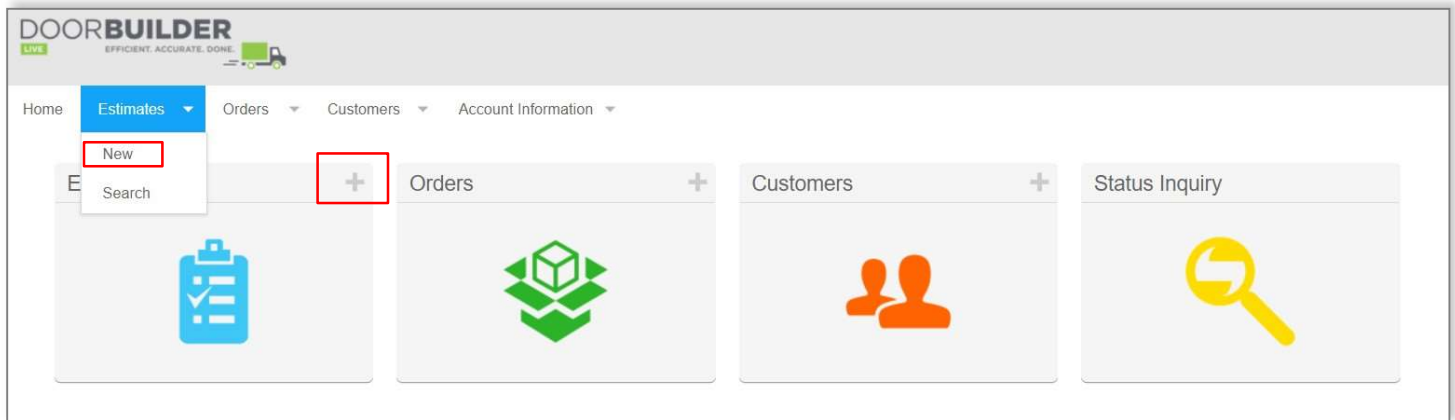 DOORBUILDER
LIVE EFFICIENT. ACCURATE. DONE.
Home Estimates Orders Customers Account Information
New
Search
E
Orders
Customers
Status Inquiry